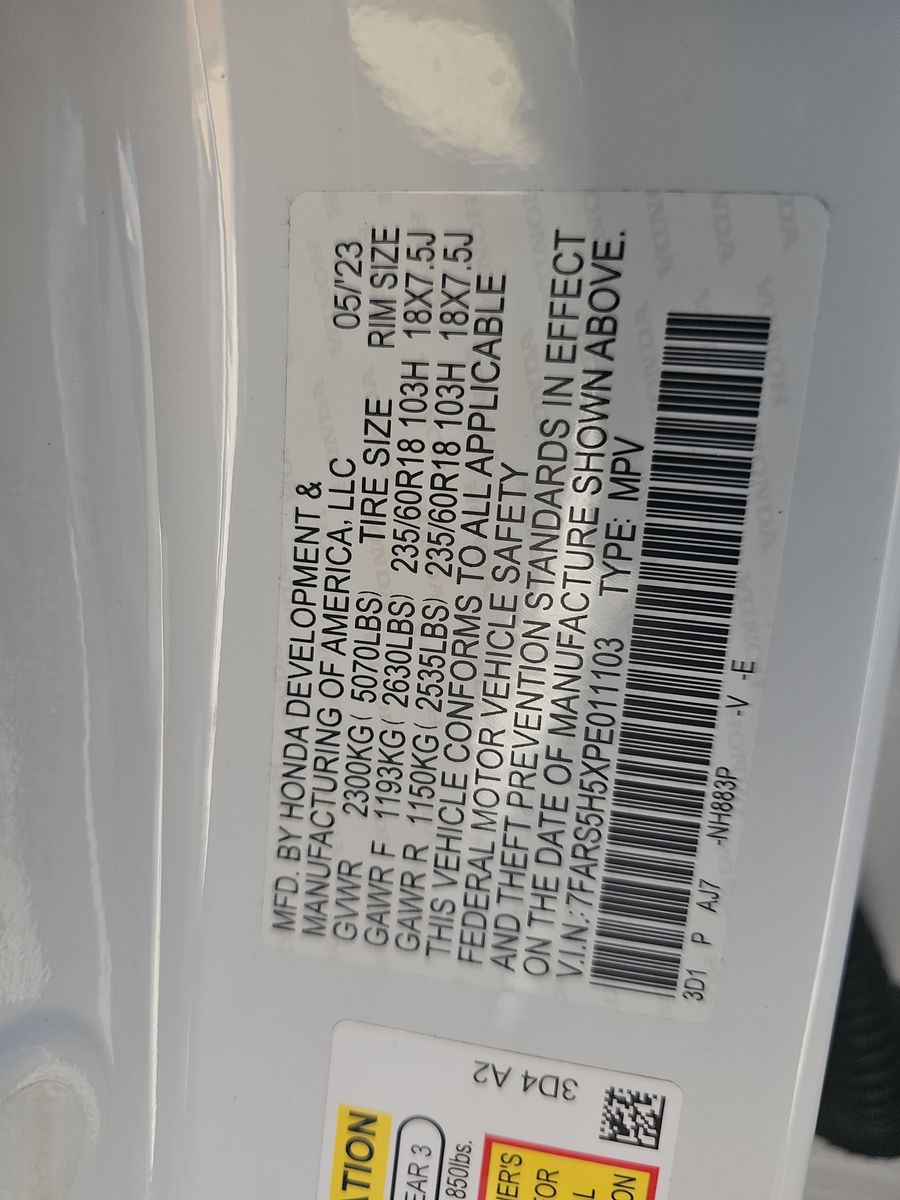 MFD. BY HONDA DEVELOPMENT &
MANUFACTURING OF AMERICA, LLC 05/'23
GVWR 2300KG( 5070LBS) TIRE SIZE RIM SIZE
GAWR F 1193KG( 2630LBS) 235/60R18 103H 18X7.5J
GAWR R 1150KG( 2535LBS) 235/60R18 103H 18X7.5J
THIS VEHICLE CONFORMS TO ALL APPLICABLE
FEDERAL MOTOR VEHICLE SAFETY
AND THEFT PREVENTION STANDARDS IN EFFECT
ON THE DATE OF MANUFACTURE SHOWN ABOVE.
V.I.N.: 7FARS5H5XPE011103 TYPE: MPV
3D1 P AJ7 -NH883P -V -E
3D4 A2
ATION
EAR 3
850lbs.